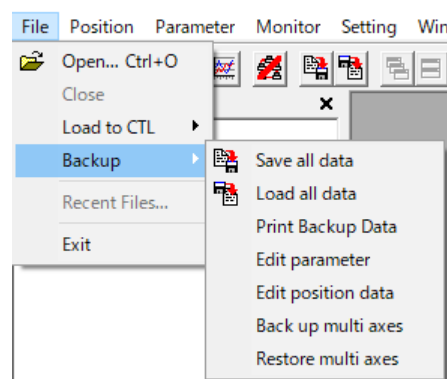 File Position Parameter Monitor Setting
Open... Ctrl+O
Close
Load to CTL
Backup
Recent Files...
Exit
Save all data
Load all data
Print Backup Data
Edit parameter
Edit position data
Back up multi axes
Restore multi axes